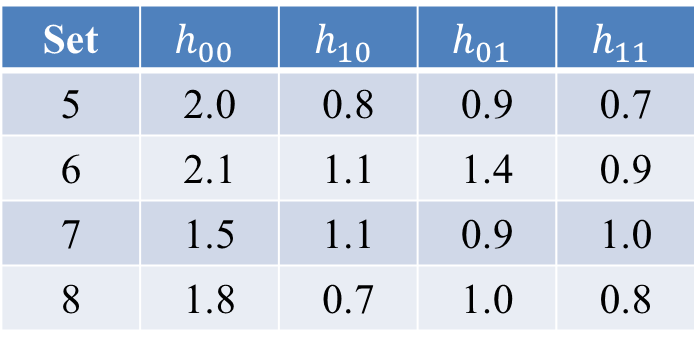 Set h₀₀ h₁₀ h₀₁ h₁₁
5 2.0 0.8 0.9 0.7
6 2.1 1.1 1.4 0.9
7 1.5 1.1 0.9 1.0
8 1.8 0.7 1.0 0.8